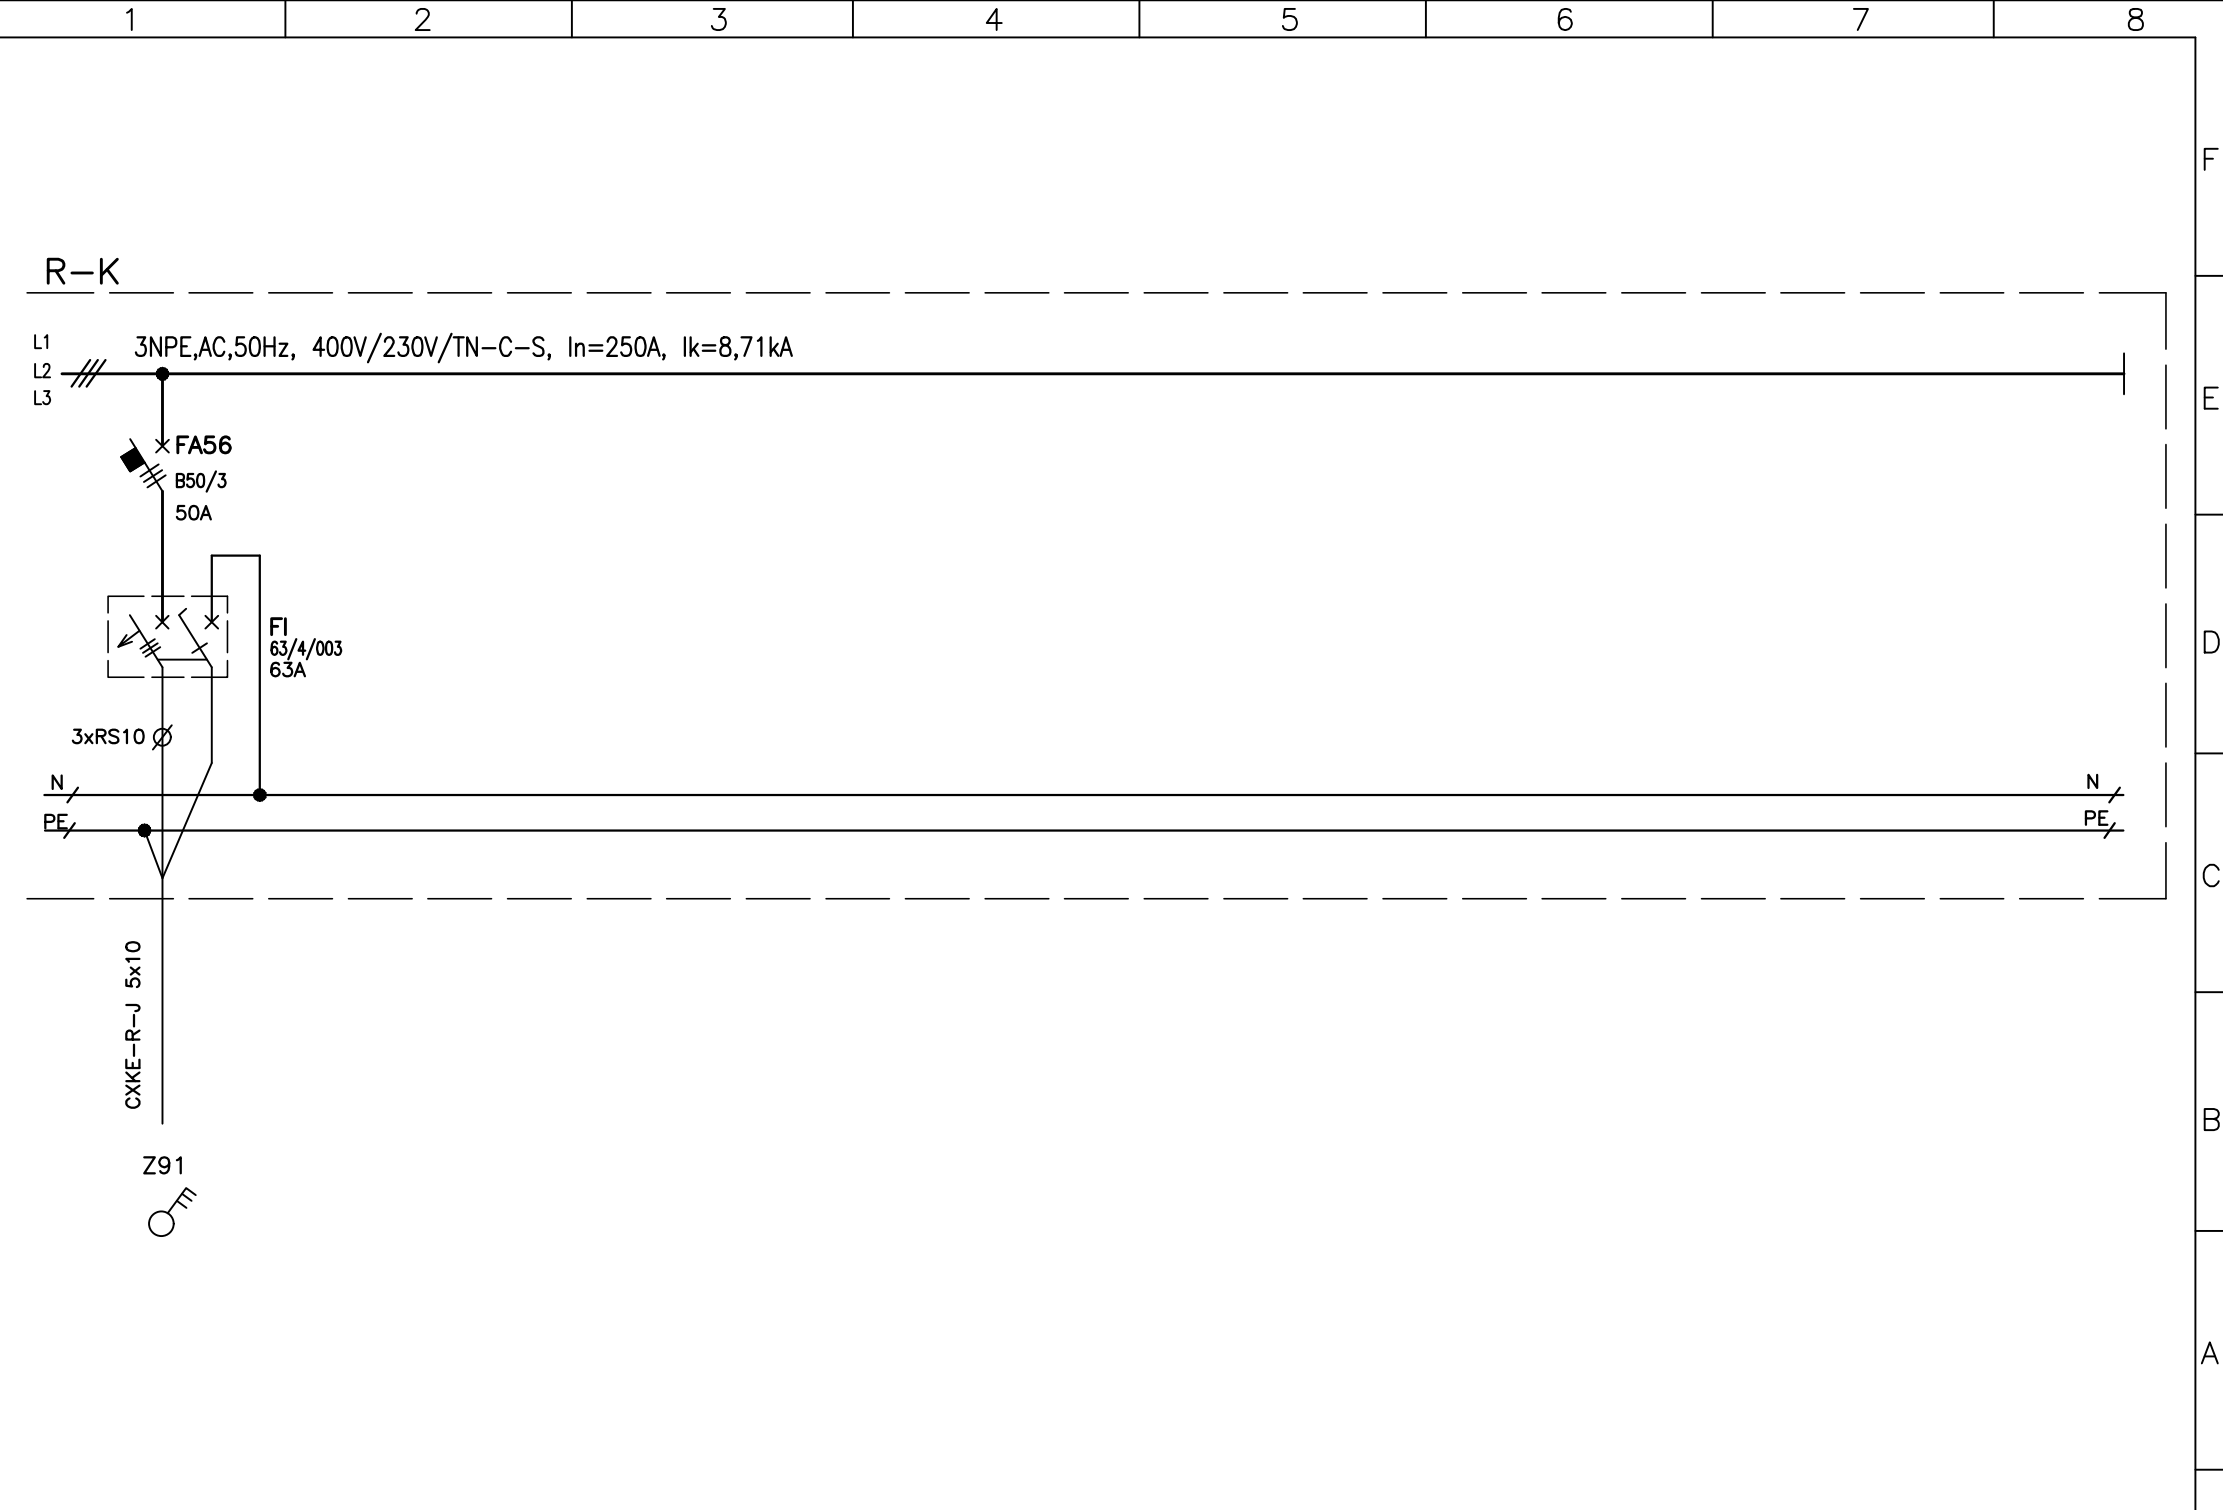 1 2 3 4 5 6 7 8
F
R-K
L1
3NPE,AC,50Hz, 400V/230V/TN-C-S, In=250A, Ik=8,71kA
L2
L3
E
FA56
B50/3
50A
FI
63/4/003
63A
D
3xRS10
N N
PE PE
C
CXKE-R-J 5x10
B
Z91
A